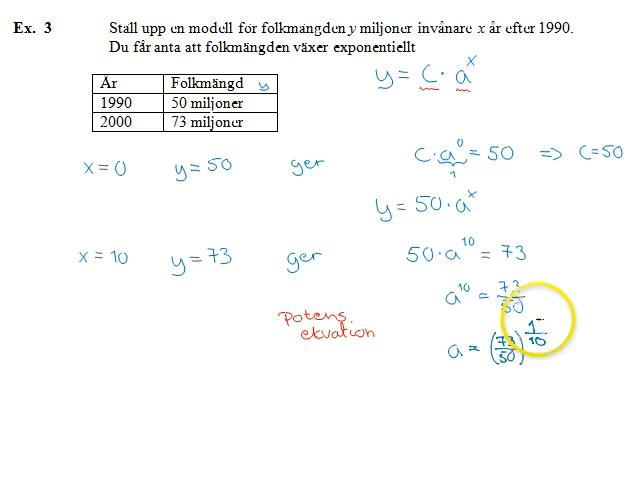 Ex. 3 Ställ upp en modell för folkmängden y miljoner invånare x år efter 1990.
Du får anta att folkmängden växer exponentiellt
y = C · a^x
År Folkmängd y
1990 50 miljoner
2000 73 miljoner
x = 0 y = 50 ger C · a^0 = 50 => C = 50
1
y = 50 · a^x
x = 10 y = 73 ger 50 · a^10 = 73
a^10 = 73/50
Potens
ekvation
a = (73/50)^1/10